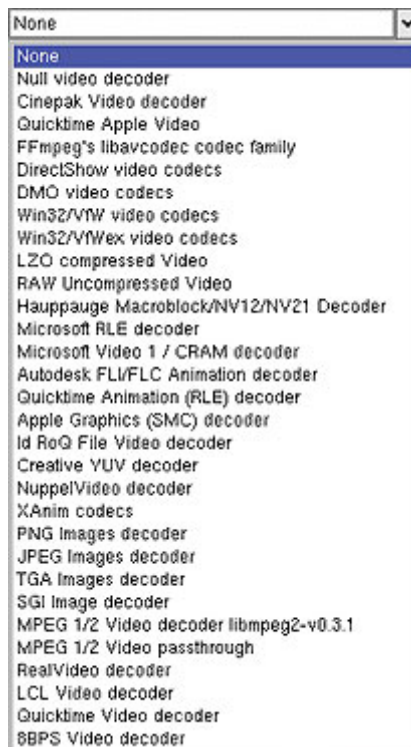 None
None
Null video decoder
Cinepak Video decoder
Quicktime Apple Video
FFmpeg's libavcodec codec family
DirectShow video codecs
DMO video codecs
Win32/VfW video codecs
Win32/VfWex video codecs
LZO compressed Video
RAW Uncompressed Video
Hauppauge Macroblock/NV12/NV21 Decoder
Microsoft RLE decoder
Microsoft Video 1 / CRAM decoder
Autodesk FLI/FLC Animation decoder
Quicktime Animation (RLE) decoder
Apple Graphics (SMC) decoder
Id RoQ File Video decoder
Creative YUV decoder
NuppelVideo decoder
XAnim codecs
PNG Images decoder
JPEG Images decoder
TGA Images decoder
SGI Image decoder
MPEG 1/2 Video decoder libmpeg2-v0.3.1
MPEG 1/2 Video passthrough
RealVideo decoder
LCL Video decoder
Quicktime Video decoder
8BPS Video decoder